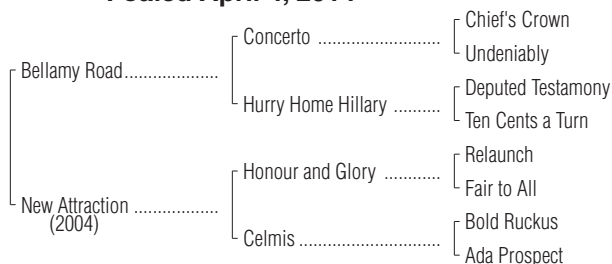 Chief's Crown
Concerto ............................
Undeniably
Bellamy Road......................
Deputed Testamony
Hurry Home Hillary ..........
Ten Cents a Turn
Relaunch
Honour and Glory ............
Fair to All
New Attraction ...................
(2004)
Bold Ruckus
Celmis ................................
Ada Prospect